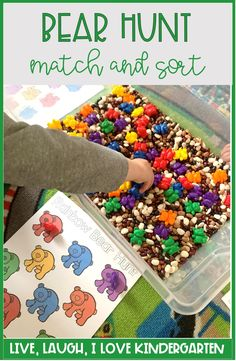 BEAR HUNT
match and sort
Rainbow Bear Hunt
LIVE, LAUGH, I LOVE KINDERGARTEN